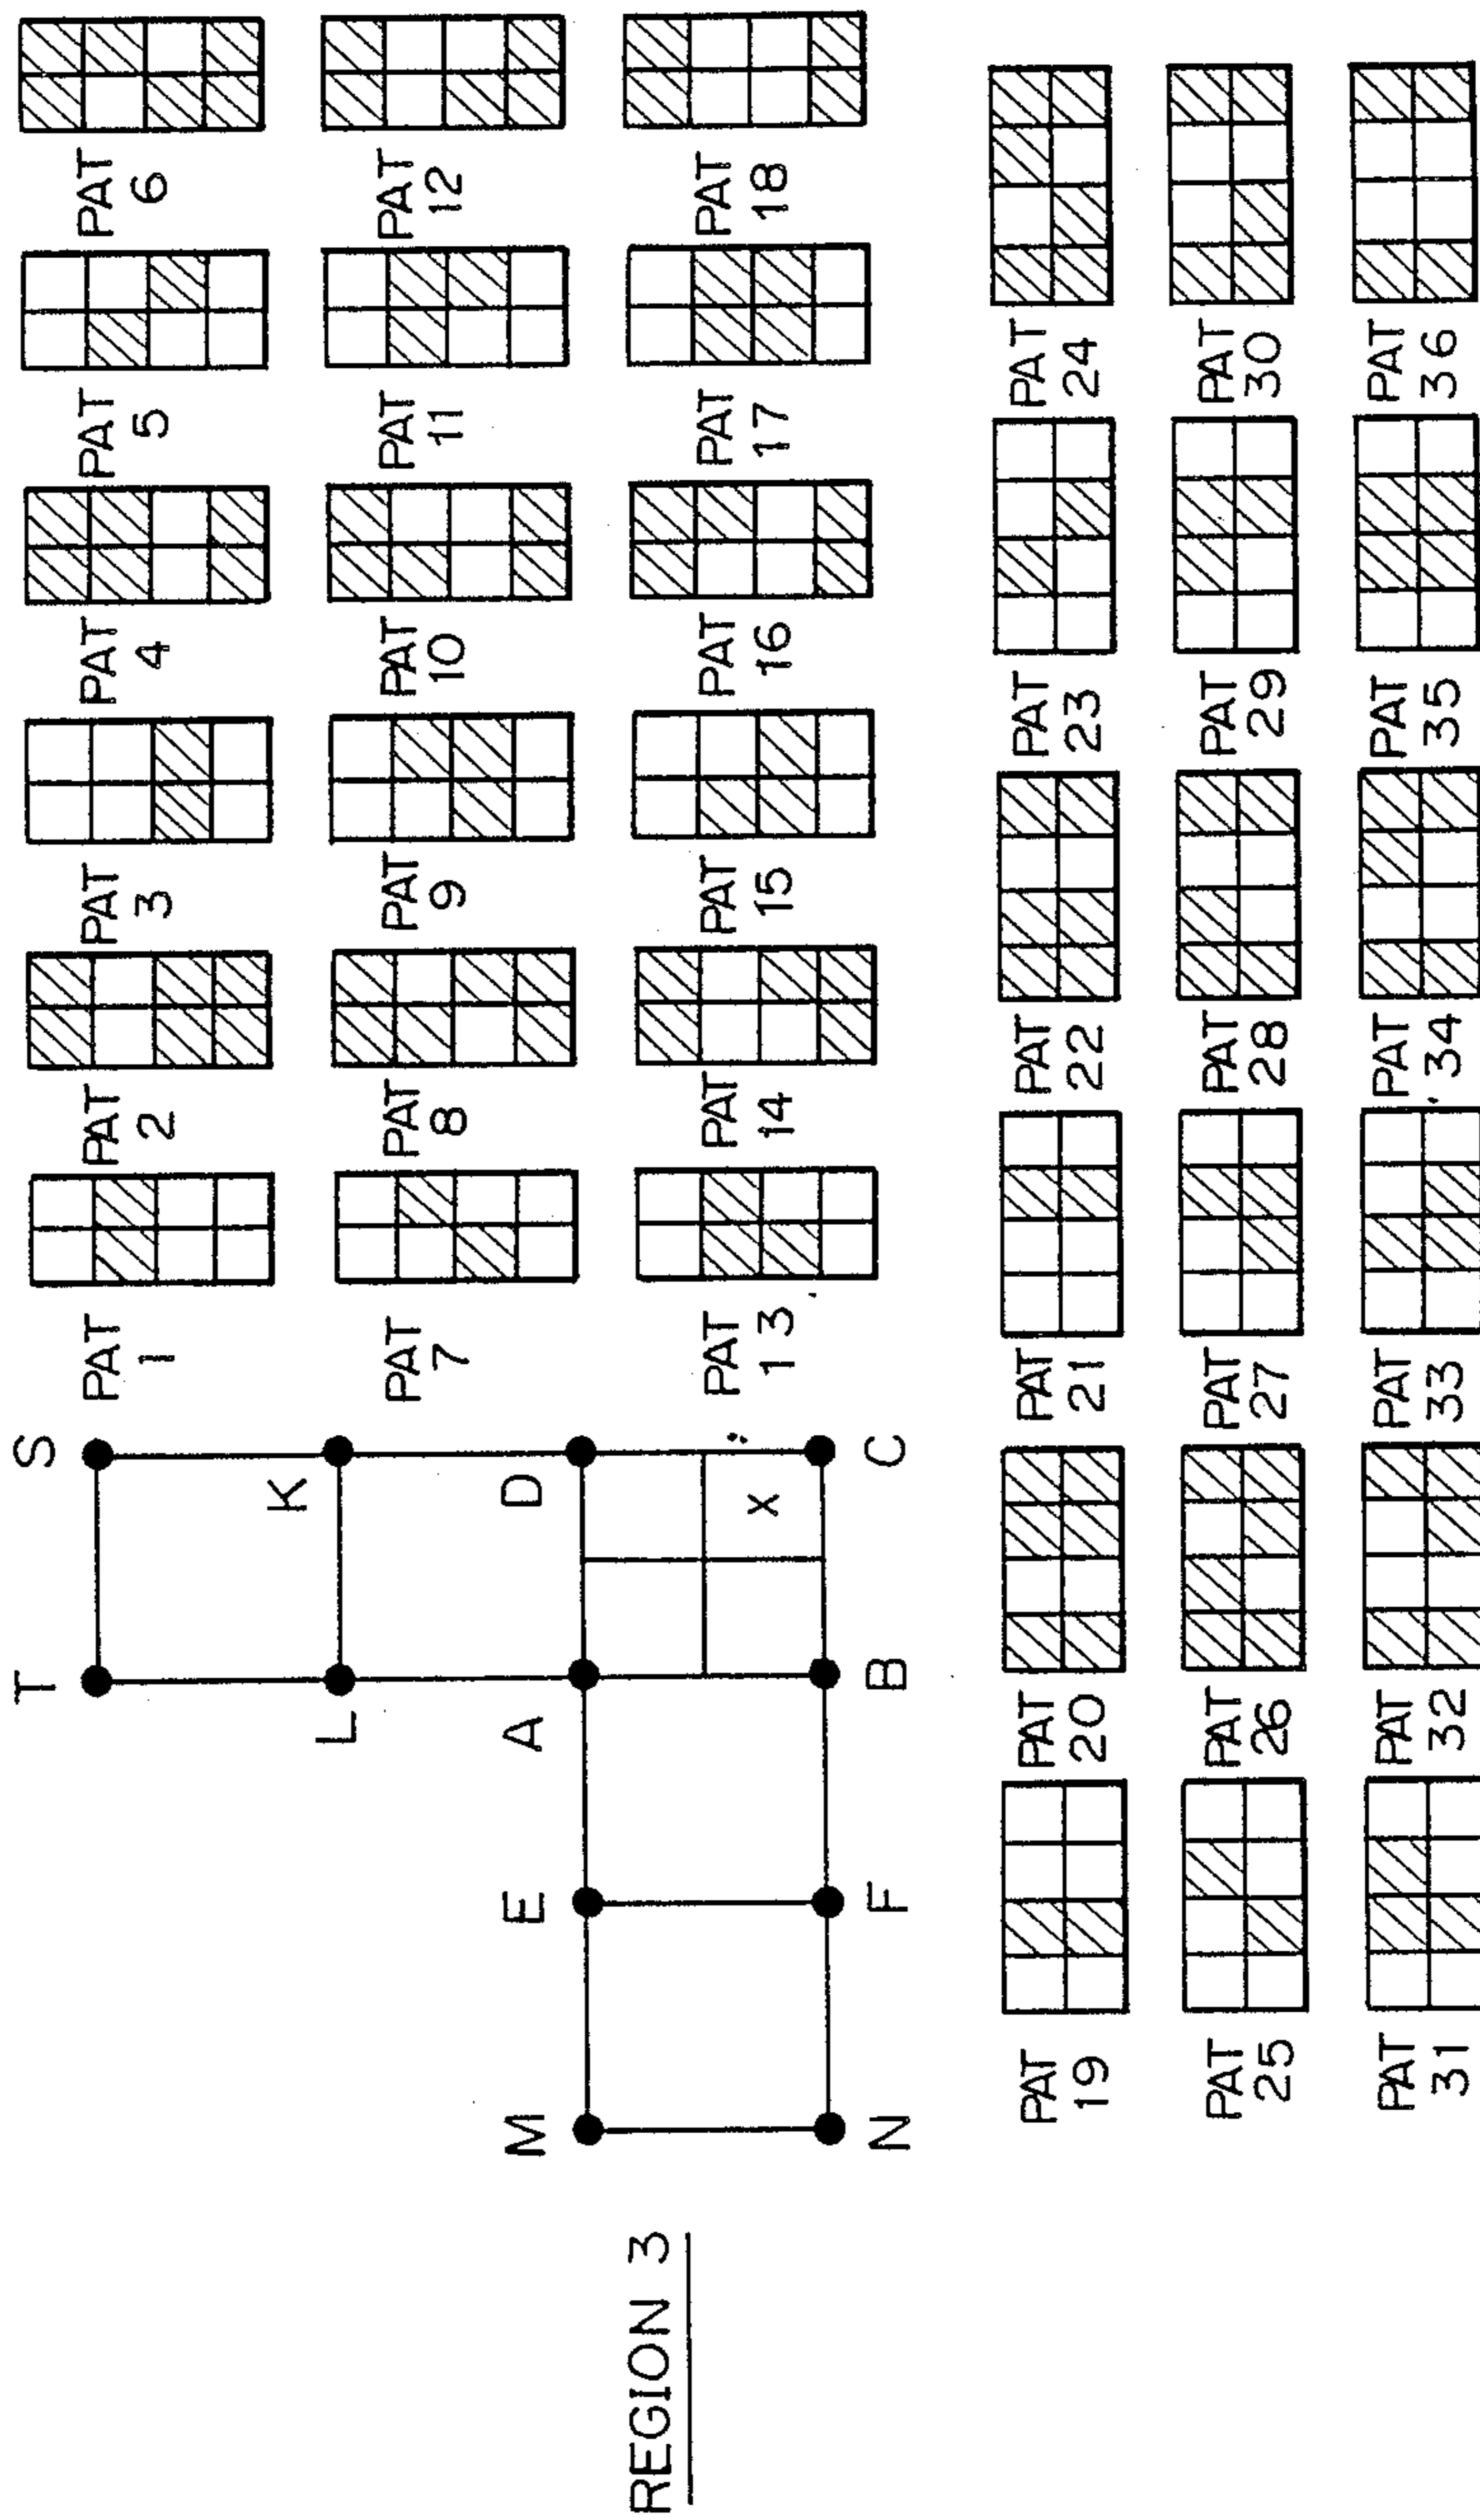 REGION 3
T
S
L
K
M
E
A
D
N
F
B
C
X
PAT
1
PAT
2
PAT
3
PAT
4
PAT
5
PAT
6
PAT
7
PAT
8
PAT
9
PAT
10
PAT
11
PAT
12
PAT
13
PAT
14
PAT
15
PAT
16
PAT
17
PAT
18
PAT
19
PAT
20
PAT
21
PAT
22
PAT
23
PAT
24
PAT
25
PAT
26
PAT
27
PAT
28
PAT
29
PAT
30
PAT
31
PAT
32
PAT
33
PAT
34
PAT
35
PAT
36